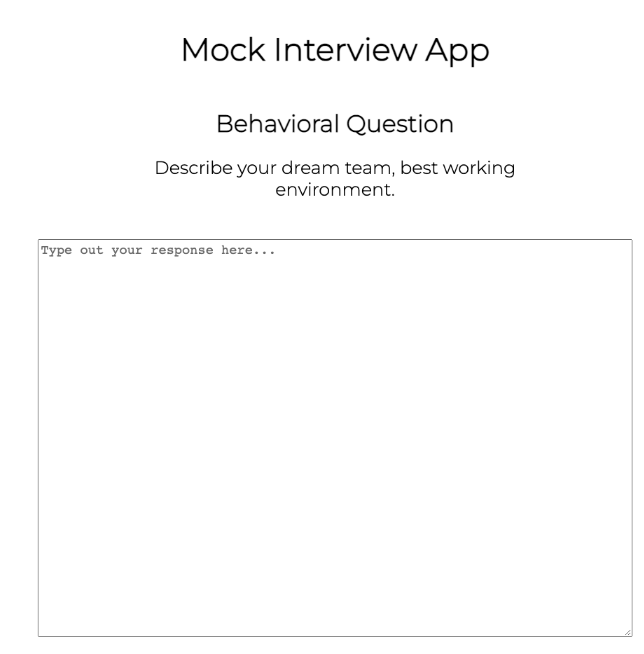 Mock Interview App
Behavioral Question
Describe your dream team, best working
environment.
Type out your response here...